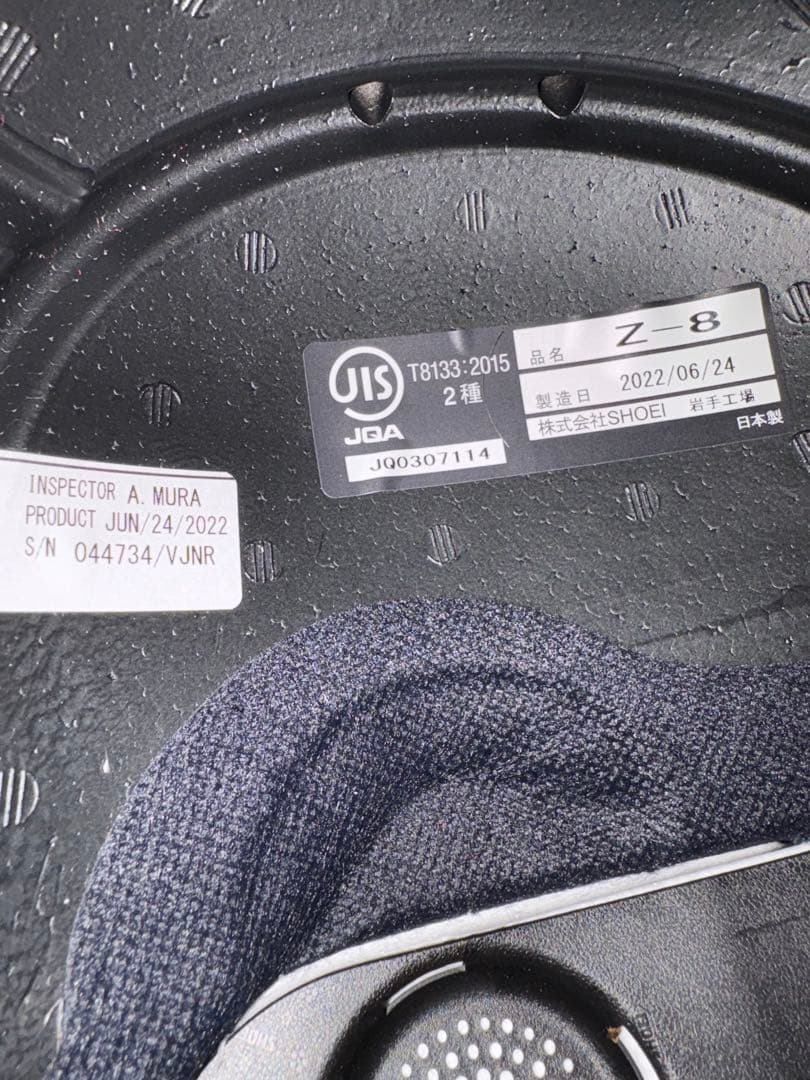 JIS
JQA
T8133:2015
2種
JQ0307114
品名 Z-8
製造日 2022/06/24
株式会社SHOEI 岩手工場
日本製
INSPECTOR A. MURA
PRODUCT JUN/24/2022
S/N 044734/VJNR